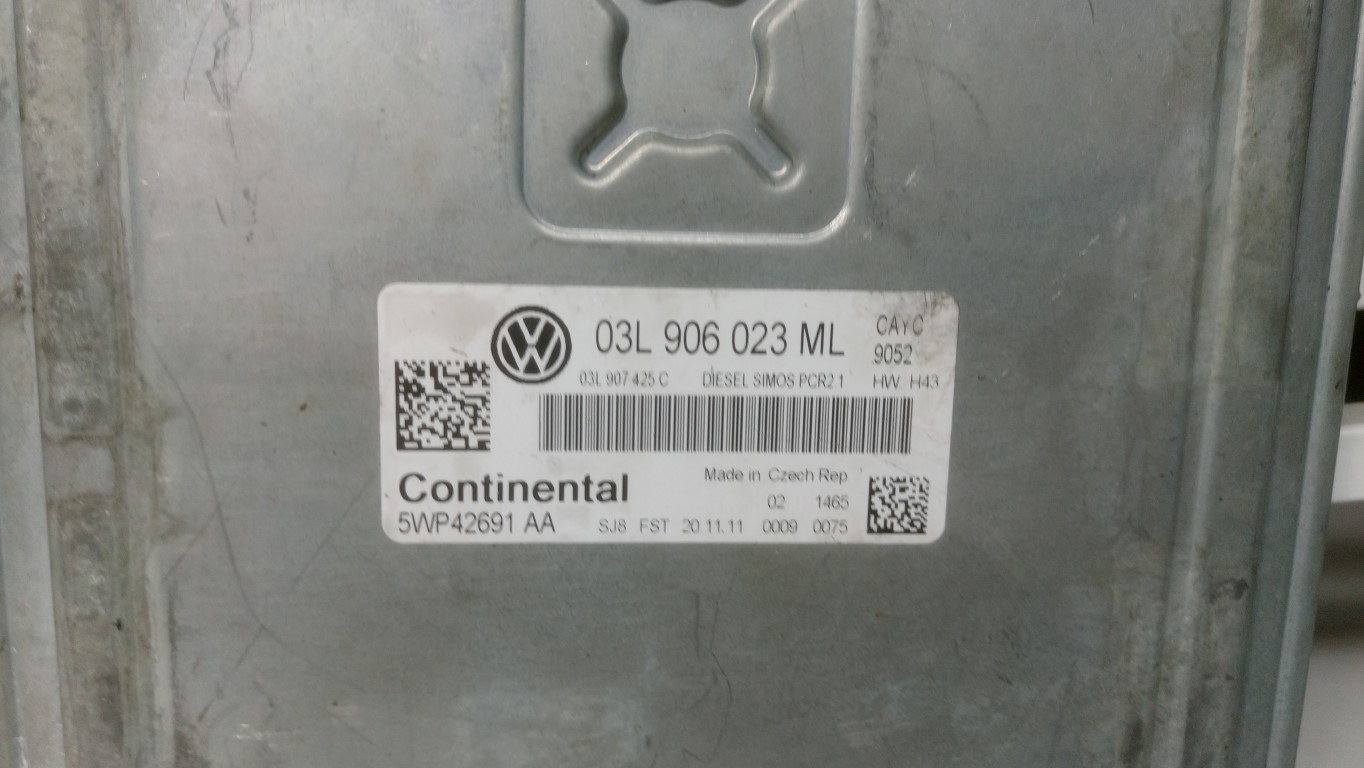 03L 906 023 ML
CAYC
9052
03L 907 425 C DIESEL SIMOS PCR2 1 HW H43
Continental
Made in Czech Rep
02 1465
5WP42691 AA SJ8 FST 20 11.11 0009 0075